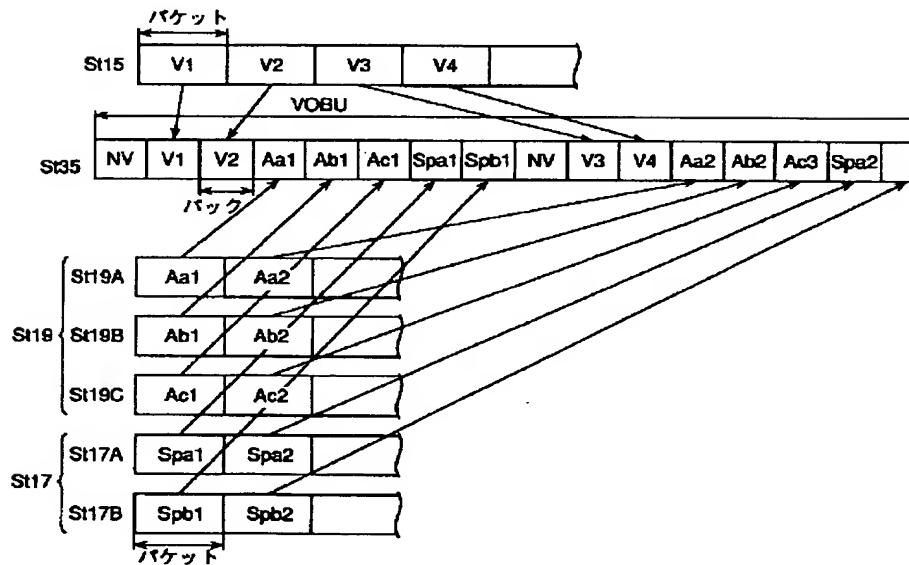 パケット
St15 V1 V2 V3 V4
VOBU
St35 NV V1 V2 Aa1 Ab1 Ac1 Spa1 Spb1 NV V3 V4 Aa2 Ab2 Ac3 Spa2
パック
St19A Aa1 Aa2
St19 St19B Ab1 Ab2
St19C Ac1 Ac2
St17A Spa1 Spa2
St17
St17B Spb1 Spb2
パケット